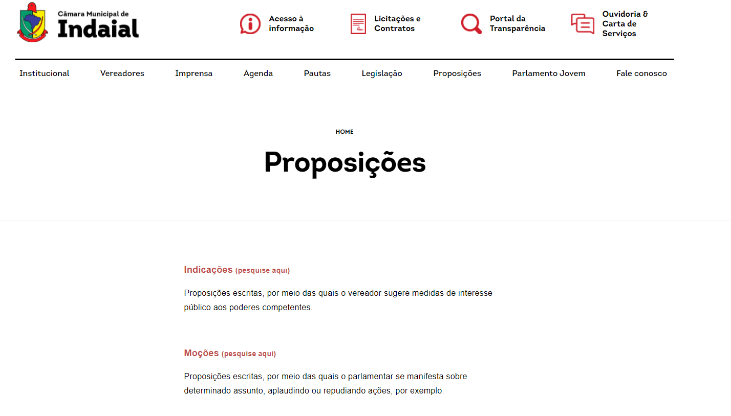 Câmara Municipal de
Indaial
Acesso à
informação
Licitações e
Contratos
Portal da
Transparência
Ouvidoria &
Carta de
Serviços
Institucional
Vereadores
Imprensa
Agenda
Pautas
Legislação
Proposições
Parlamento Jovem
Fale conosco
HOME
Proposições
Indicações (pesquise aqui)
Proposições escritas, por meio das quais o vereador sugere medidas de interesse
público aos poderes competentes.
Moções (pesquise aqui)
Proposições escritas, por meio das quais o parlamentar se manifesta sobre
determinado assunto, aplaudindo ou repudiando ações, por exemplo.